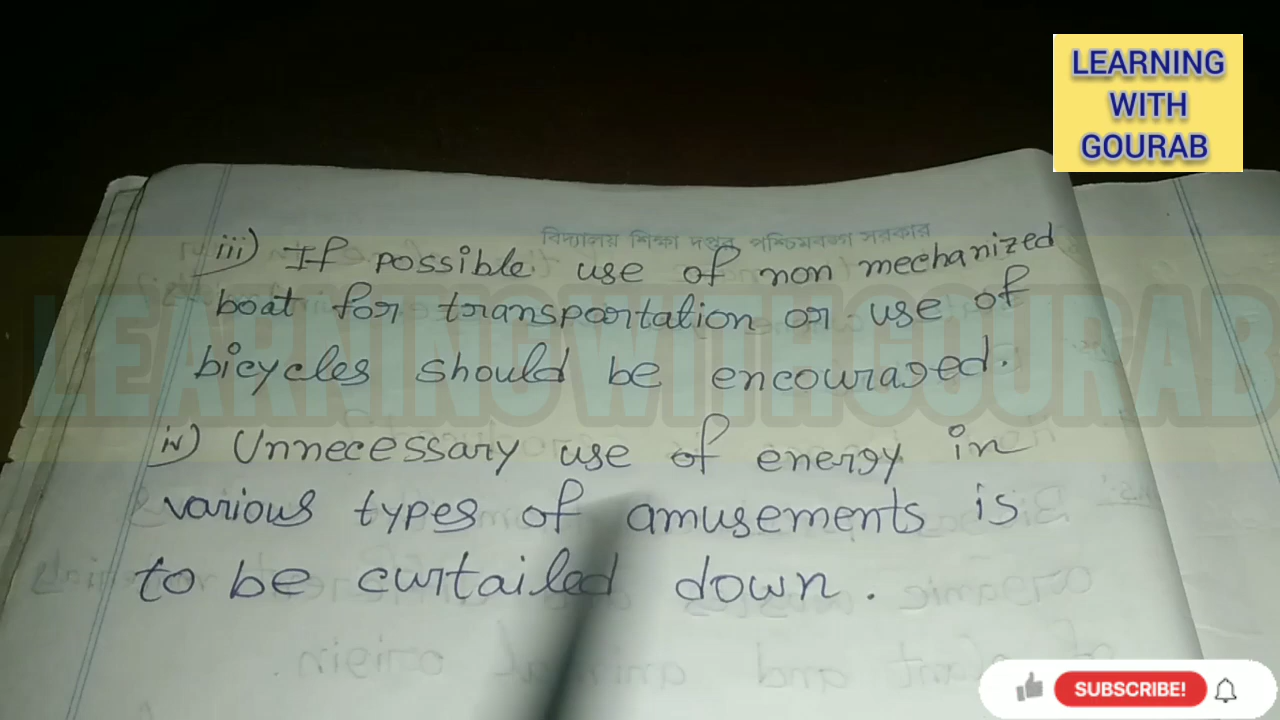 LEARNING
WITH
GOURAB
বিদ্যালয় শিক্ষা দপ্তর পশ্চিমবঙ্গ সরকার
iii) If possible use of non mechanized
boat for transportation or use of
bicycles should be encouraged.
LEARNINGWITHGOURAB
iv) Unnecessary use of energy in
various types of amusements is
to be curtailed down.
SUBSCRIBE!